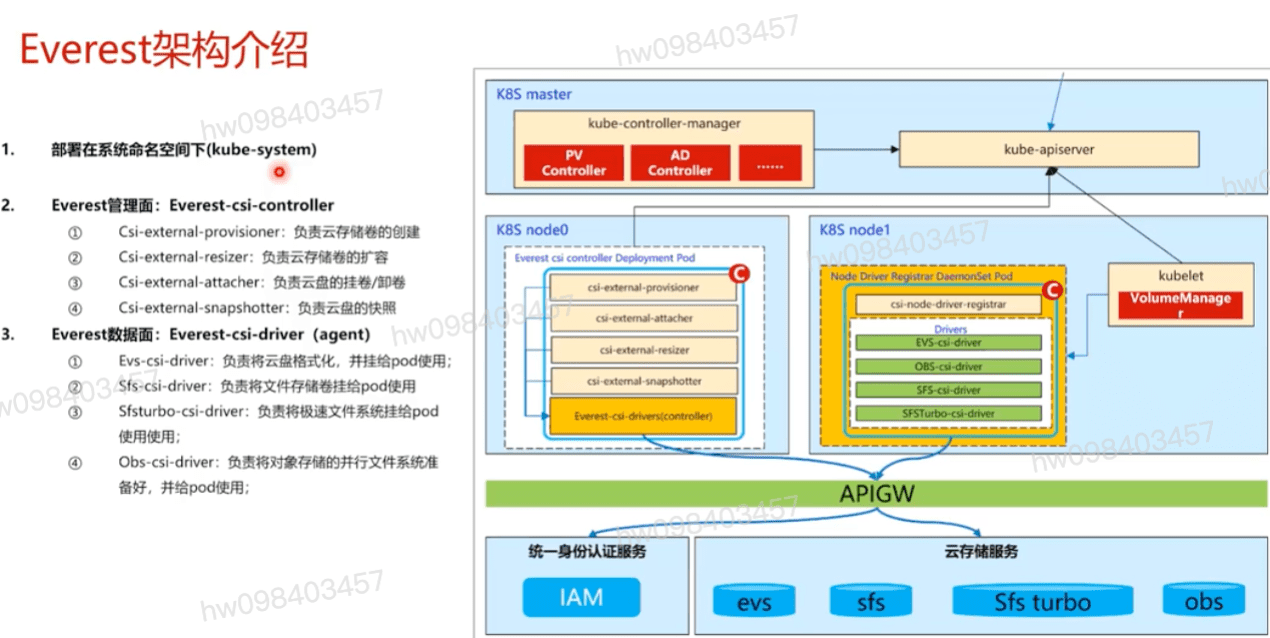 Everest架构介绍
1. 部署在系统命名空间下(kube-system)
2. Everest管理面：Everest-csi-controller
① Csi-external-provisioner：负责云存储卷的创建
② Csi-external-resizer：负责云存储卷的扩容
③ Csi-external-attacher：负责云盘的挂卷/卸卷
④ Csi-external-snapshotter：负责云盘的快照
3. Everest数据面：Everest-csi-driver（agent）
① Evs-csi-driver：负责将云盘格式化，并挂给pod使用；
② Sfs-csi-driver：负责将文件存储卷挂给pod使用
③ Sfsturbo-csi-driver：负责将极速文件系统挂给pod
使用使用；
④ Obs-csi-driver：负责将对象存储的并行文件系统准
备好，并给pod使用；
K8S master
kube-controller-manager
PV
Controller
AD
Controller
......
kube-apiserver
K8S node0
Everest csi controller Deployment Pod
C
csi-external-provisioner
csi-external-attacher
csi-external-resizer
csi-external-snapshotter
Everest-csi-drivers(controller)
K8S node1
Node Driver Registrar DaemonSet Pod
C
csi-node-driver-registrar
Drivers
EVS-csi-driver
OBS-csi-driver
SFS-csi-driver
SFSTurbo-csi-driver
kubelet
VolumeManage
r
APIGW
统一身份认证服务
IAM
云存储服务
evs
sfs
Sfs turbo
obs
hw098403457
hw098403457
hw0
hw098403457
hw098403457
w098403457
hw098403457
hw098403457
hw098403457